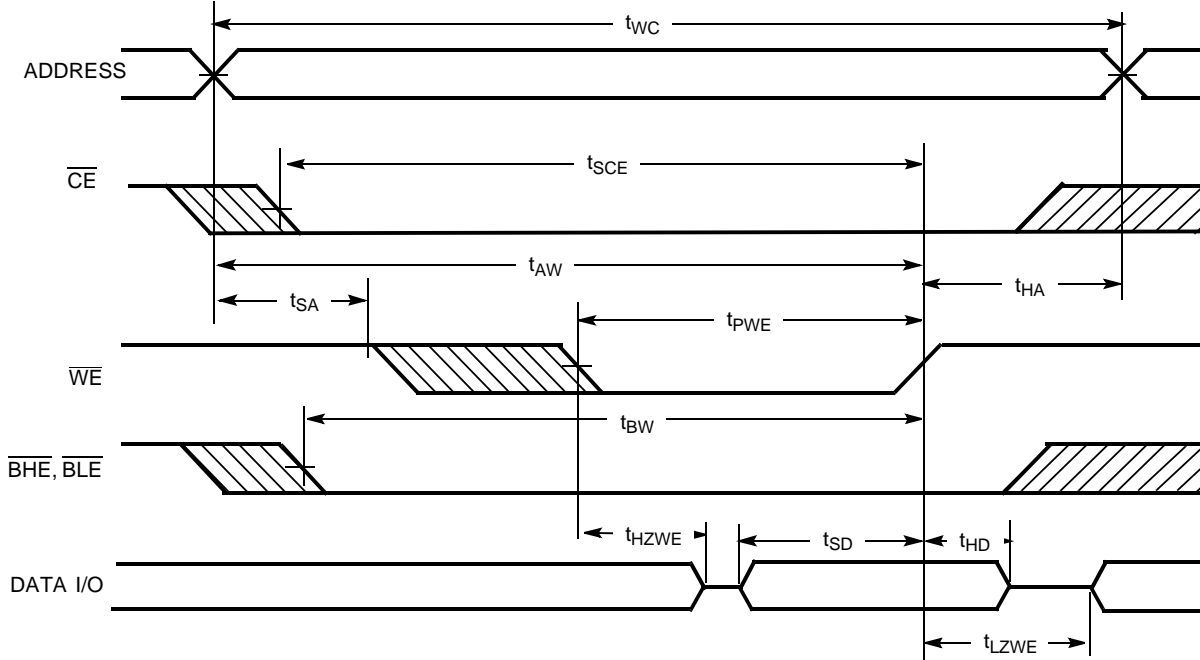 tWC
ADDRESS
tSCE
CE
tAW
tSA
tHA
tPWE
WE
tBW
BHE, BLE
tHZWE
tSD
tHD
DATA I/O
tLZWE